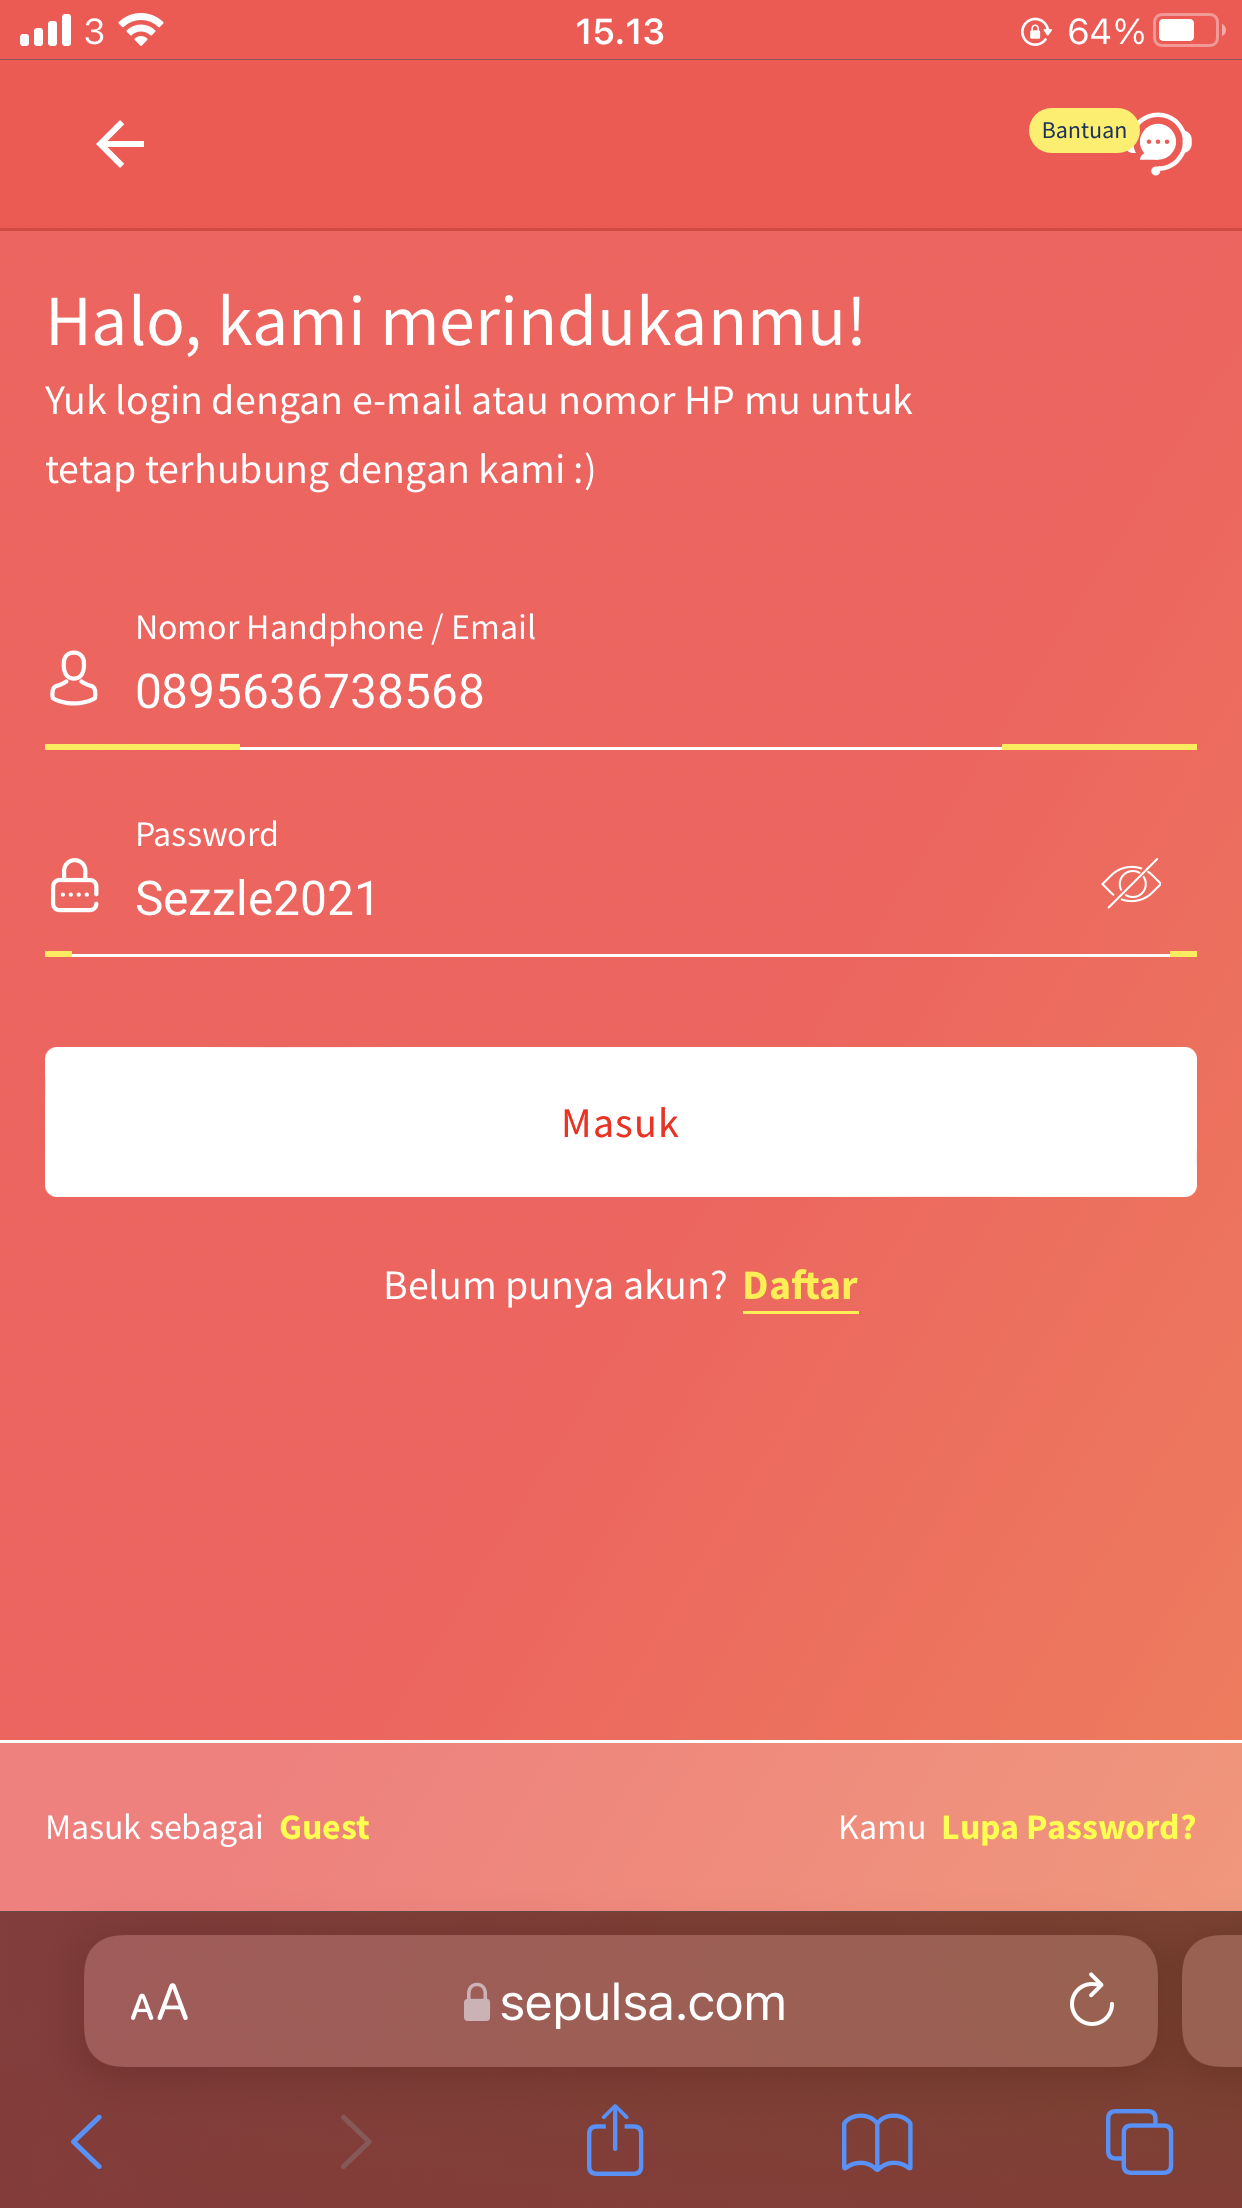 3 15.13 64%
Bantuan
Halo, kami merindukanmu!
Yuk login dengan e-mail atau nomor HP mu untuk
tetap terhubung dengan kami :)
Nomor Handphone / Email
0895636738568
Password
Sezzle2021
Masuk
Belum punya akun? Daftar
Masuk sebagai Guest
Kamu Lupa Password?
AA sepulsa.com